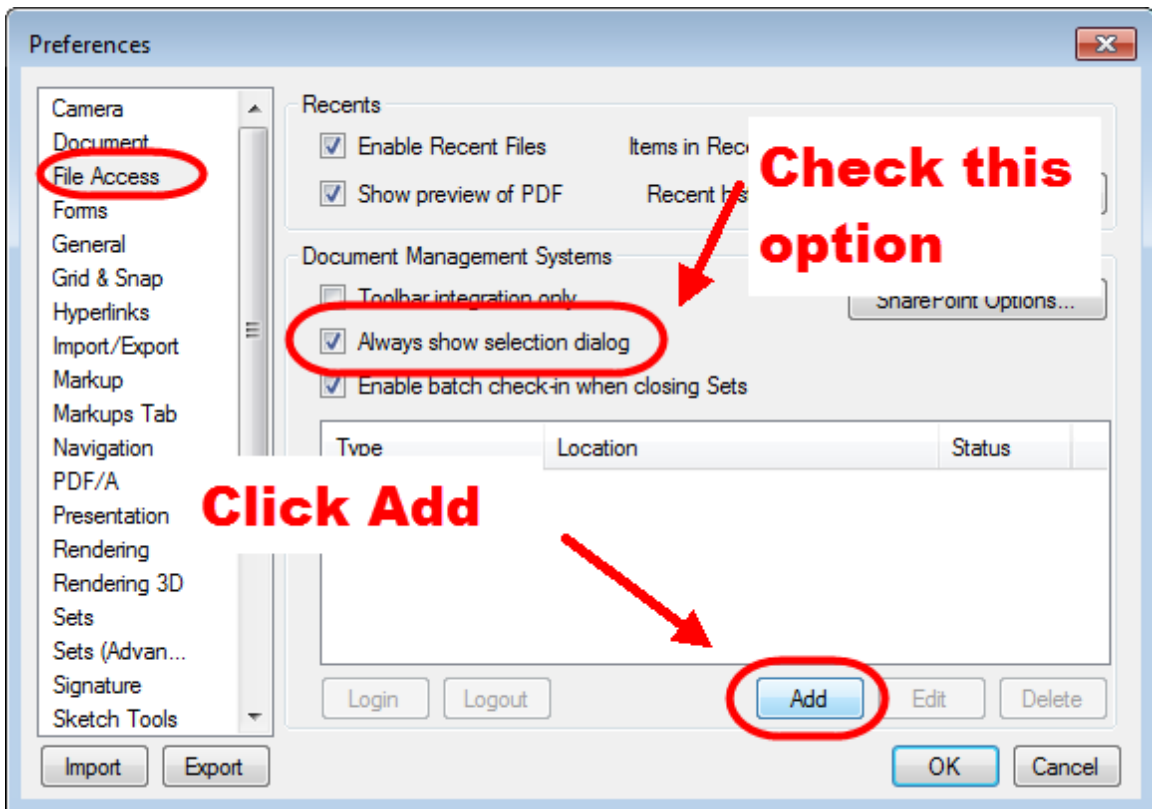 Preferences
Camera
Document
File Access
Forms
General
Grid & Snap
Hyperlinks
Import/Export
Markup
Markups Tab
Navigation
PDF/A
Presentation
Rendering
Rendering 3D
Sets
Sets (Advan...
Signature
Sketch Tools
Import Export
Recents
Enable Recent Files Items in
Show preview of PDF Recent
Check this
option
Document Management Systems
Toolbar integration only SharePoint Options...
Always show selection dialog
Enable batch check-in when closing Sets
Type Location Status
Click Add
Login Logout Add Edit Delete
OK Cancel